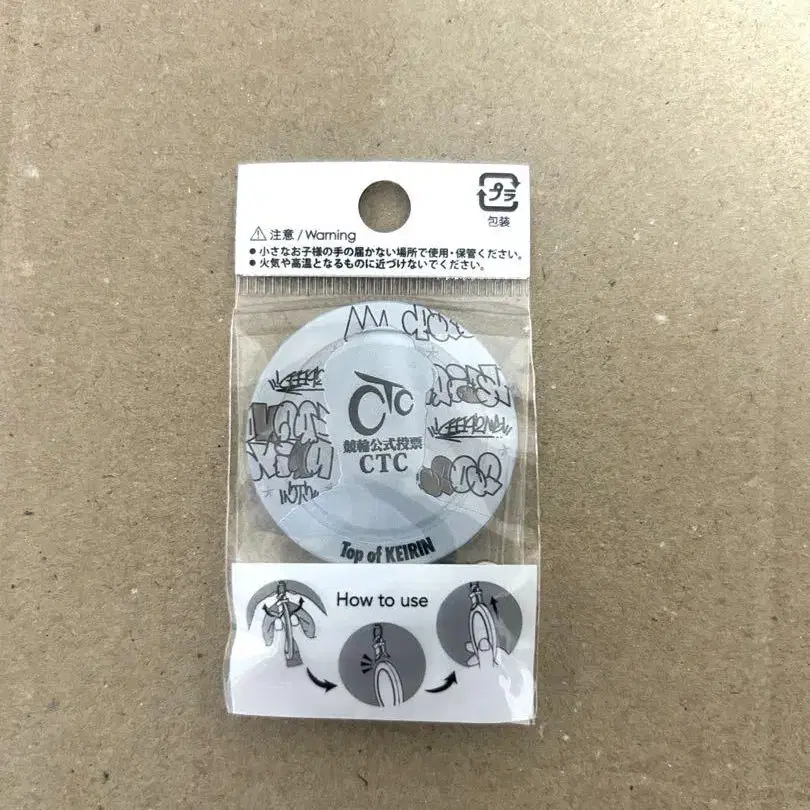 プラ
包装
⚠ 注意 / Warning
● 小さなお子様の手の届かない場所で使用・保管ください。
● 火気や高温となるものに近づけないでください。
CTC
競輪公式投票
CTC
Top of KEIRIN
How to use